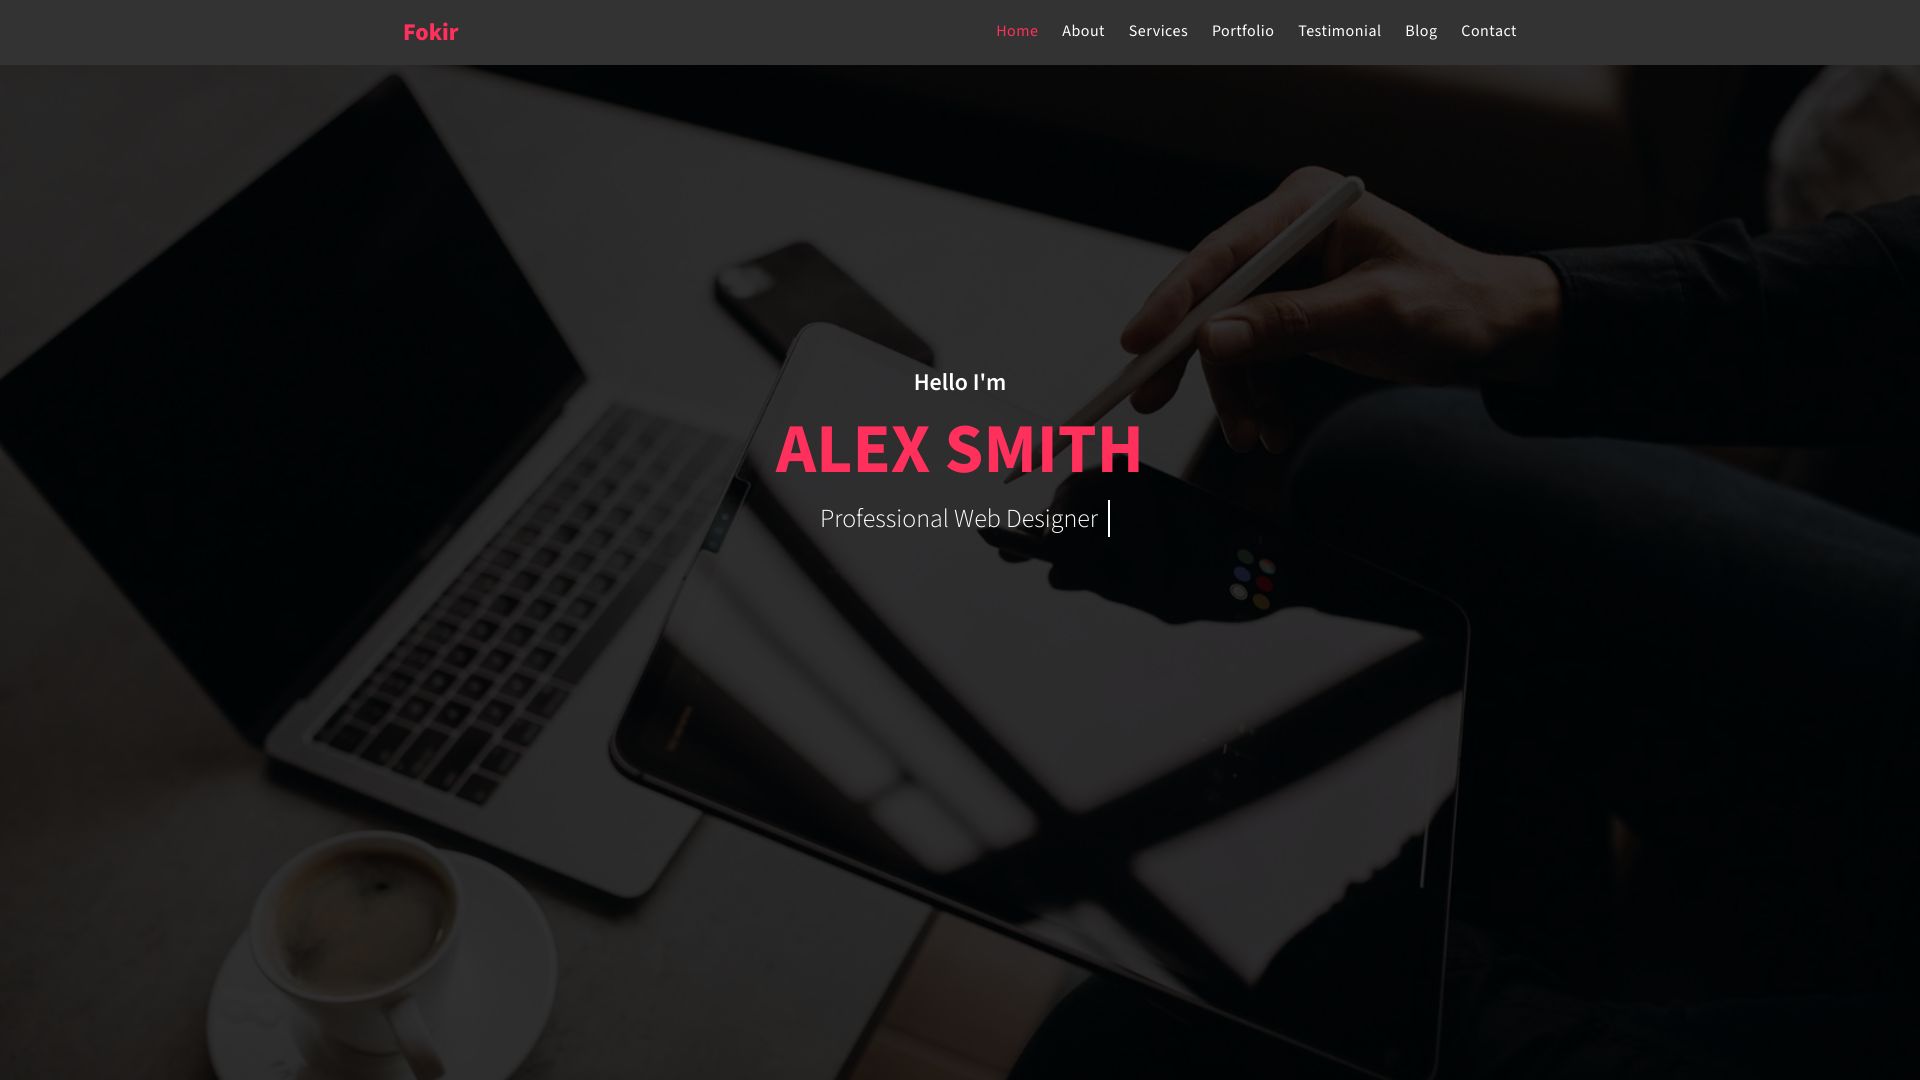 Fokir
Home About Services Portfolio Testimonial Blog Contact
Hello I'm
ALEX SMITH
Professional Web Designer